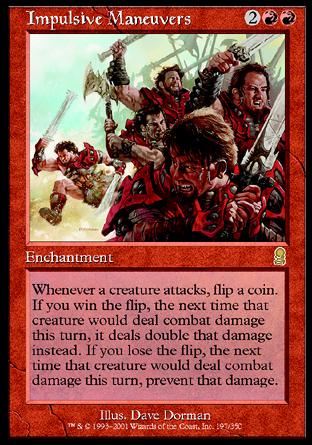 Impulsive Maneuvers 2
Enchantment
Whenever a creature attacks, flip a coin.
If you win the flip, the next time that
creature would deal combat damage
this turn, it deals double that damage
instead. If you lose the flip, the next
time that creature would deal combat
damage this turn, prevent that damage.
Illus. Dave Dorman
™ & © 1993–2001 Wizards of the Coast, Inc. 197/350